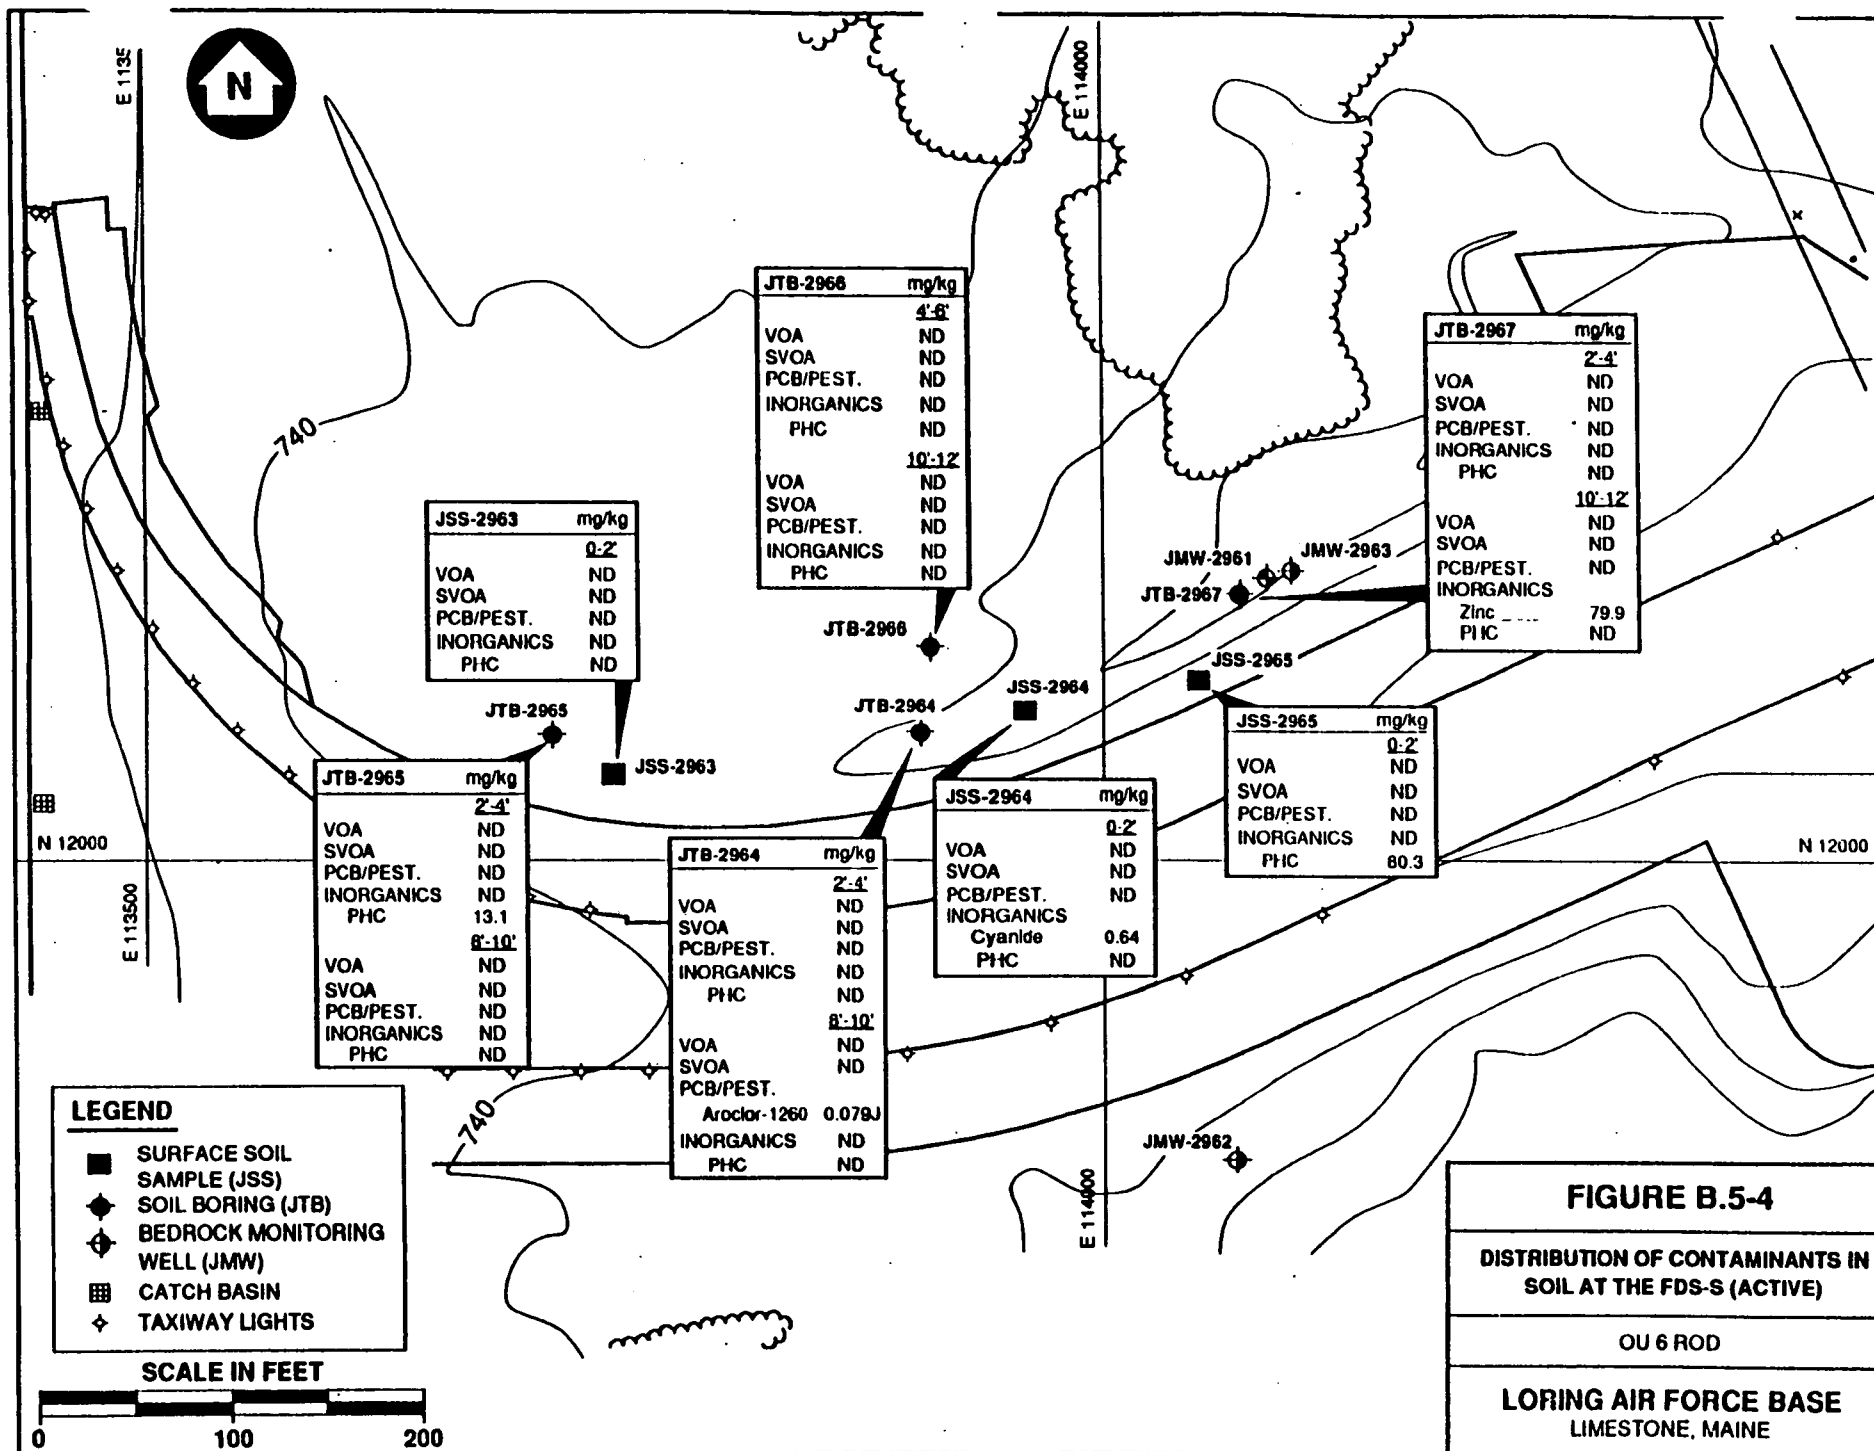 E 1135
N
E 114000
740
JTB-2966 mg/kg
4'-6'
VOA ND
SVOA ND
PCB/PEST. ND
INORGANICS ND
PHC ND
10'-12'
VOA ND
SVOA ND
PCB/PEST. ND
INORGANICS ND
PHC ND
JTB-2967 mg/kg
2'-4'
VOA ND
SVOA ND
PCB/PEST. ND
INORGANICS ND
PHC ND
10'-12'
VOA ND
SVOA ND
PCB/PEST. ND
INORGANICS
Zinc 79.9
PHC ND
JSS-2963 mg/kg
0-2'
VOA ND
SVOA ND
PCB/PEST. ND
INORGANICS ND
PHC ND
JMW-2961
JMW-2963
JTB-2967
JTB-2966
JSS-2965
JSS-2964
JTB-2964
JTB-2965
JSS-2963
JTB-2965 mg/kg
2'-4'
VOA ND
SVOA ND
PCB/PEST. ND
INORGANICS ND
PHC 13.1
8'-10'
VOA ND
SVOA ND
PCB/PEST. ND
INORGANICS ND
PHC ND
JTB-2964 mg/kg
2'-4'
VOA ND
SVOA ND
PCB/PEST. ND
INORGANICS ND
PHC ND
8'-10'
VOA ND
SVOA ND
PCB/PEST.
Aroclor-1260 0.079J
INORGANICS ND
PHC ND
JSS-2964 mg/kg
0-2'
VOA ND
SVOA ND
PCB/PEST. ND
INORGANICS
Cyanide 0.64
PHC ND
JSS-2965 mg/kg
0-2'
VOA ND
SVOA ND
PCB/PEST. ND
INORGANICS ND
PHC 60.3
N 12000
N 12000
E 113500
740
JMW-2962
E 114000
LEGEND
SURFACE SOIL
SAMPLE (JSS)
SOIL BORING (JTB)
BEDROCK MONITORING
WELL (JMW)
CATCH BASIN
TAXIWAY LIGHTS
SCALE IN FEET
0 100 200
FIGURE B.5-4
DISTRIBUTION OF CONTAMINANTS IN
SOIL AT THE FDS-S (ACTIVE)
OU 6 ROD
LORING AIR FORCE BASE
LIMESTONE, MAINE